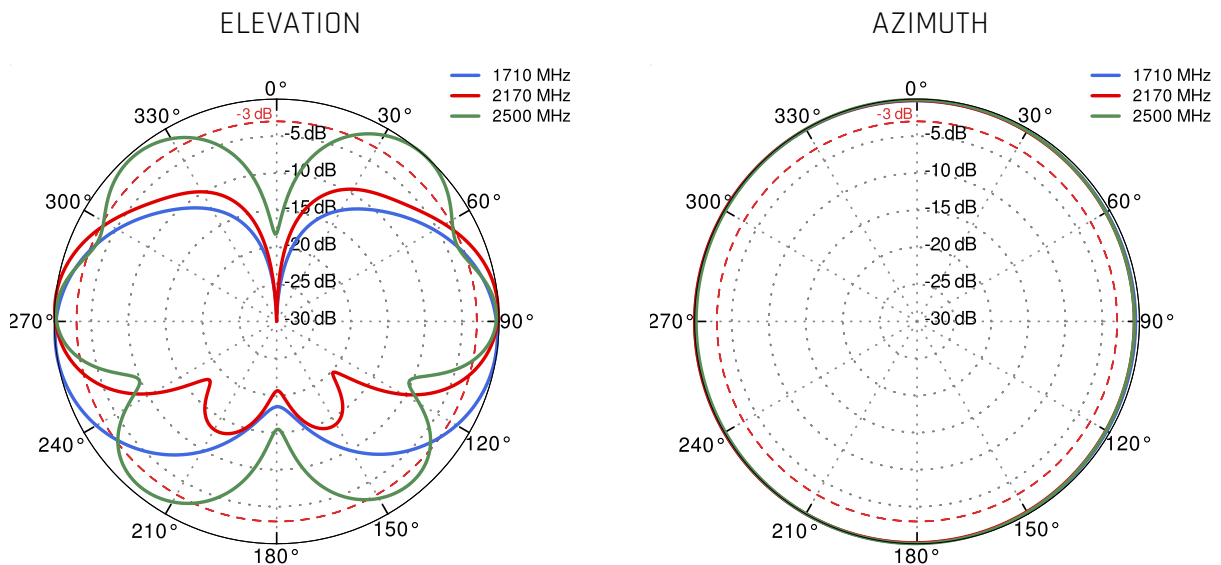 ELEVATION
1710 MHz
2170 MHz
2500 MHz
0°
330°
-3 dB
30°
-5 dB
-10 dB
300°
-15 dB
60°
-20 dB
-25 dB
270°
-30 dB
90°
240°
120°
210°
150°
180°
AZIMUTH
1710 MHz
2170 MHz
2500 MHz
0°
330°
-3 dB
30°
-5 dB
-10 dB
300°
-15 dB
60°
-20 dB
-25 dB
270°
-30 dB
90°
240°
120°
210°
150°
180°